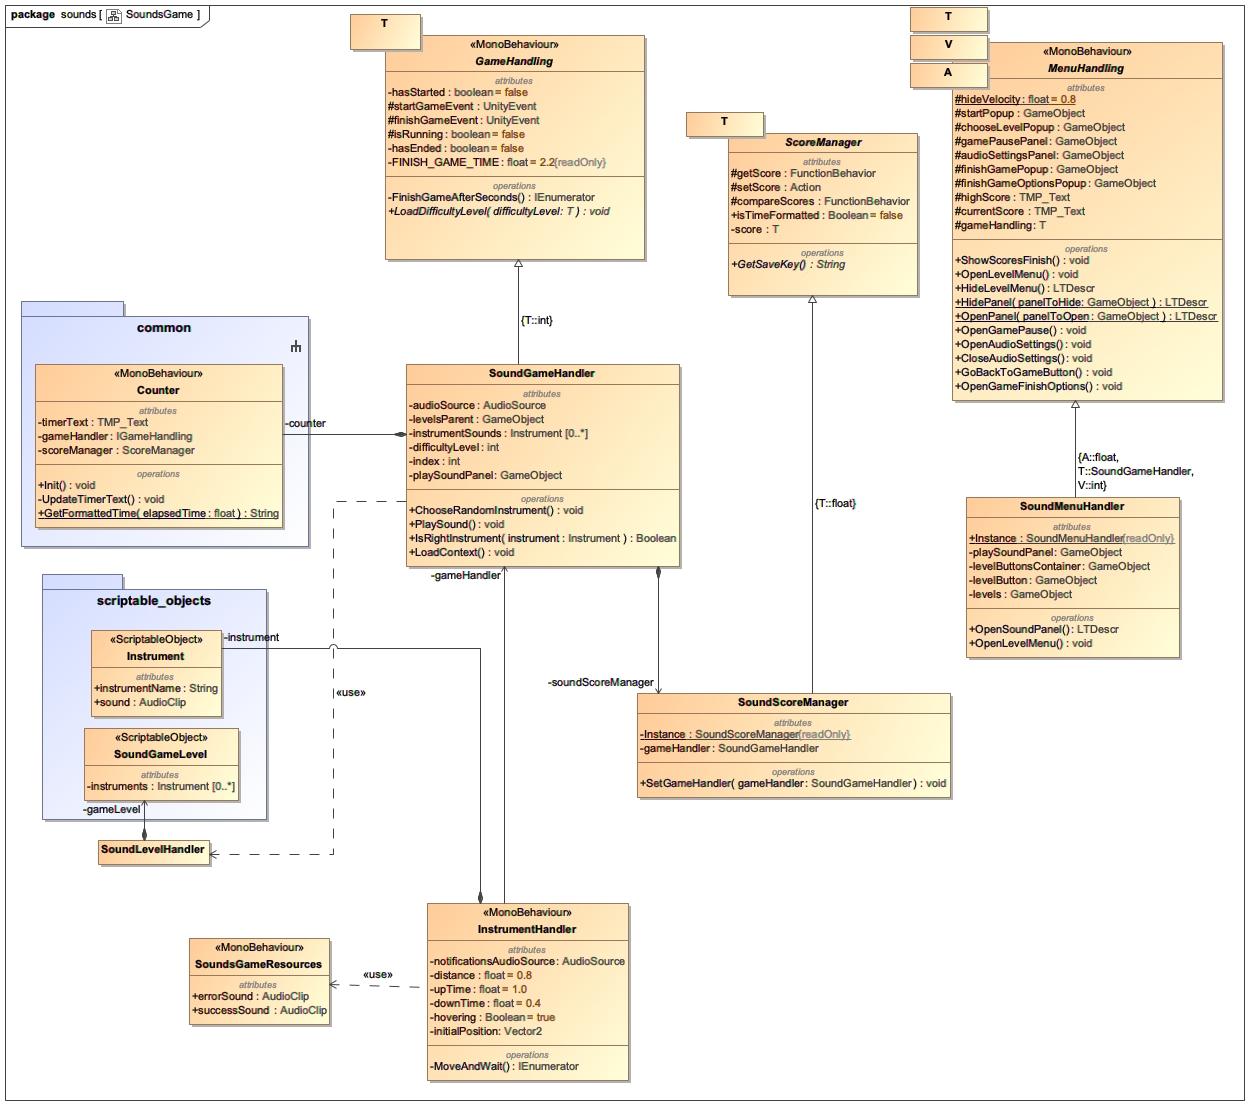 package sounds [ SoundsGame ]
T
«MonoBehaviour»
GameHandling
attributes
-hasStarted : boolean = false
#startGameEvent : UnityEvent
#finishGameEvent : UnityEvent
#isRunning : boolean = false
-hasEnded : boolean = false
-FINISH_GAME_TIME : float = 2.2{readOnly}
operations
-FinishGameAfterSeconds() : IEnumerator
+LoadDifficultyLevel( difficultyLevel : T ) : void
T
ScoreManager
attributes
#getScore : FunctionBehavior
#setScore : Action
#compareScores : FunctionBehavior
+isTimeFormatted : Boolean = false
-score : T
operations
+GetSaveKey() : String
T
V
A
«MonoBehaviour»
MenuHandling
attributes
#hideVelocity : float = 0.8
#startPopup : GameObject
#chooseLevelPopup : GameObject
#gamePausePanel : GameObject
#audioSettingsPanel : GameObject
#finishGamePopup : GameObject
#finishGameOptionsPopup : GameObject
#highScore : TMP_Text
#currentScore : TMP_Text
#gameHandling : T
operations
+ShowScoresFinish() : void
+OpenLevelMenu() : void
+HideLevelMenu() : LTDescr
+HidePanel( panelToHide : GameObject ) : LTDescr
+OpenPanel( panelToOpen : GameObject ) : LTDescr
+OpenGamePause() : void
+OpenAudioSettings() : void
+CloseAudioSettings() : void
+GoBackToGameButton() : void
+OpenGameFinishOptions() : void
{T::int}
common
«MonoBehaviour»
Counter
attributes
-timerText : TMP_Text
-gameHandler : IGameHandling
-scoreManager : ScoreManager
operations
+Init() : void
-UpdateTimerText() : void
+GetFormattedTime( elapsedTime : float ) : String
-counter
SoundGameHandler
attributes
-audioSource : AudioSource
-levelsParent : GameObject
-instrumentSounds : Instrument [0..*]
-difficultyLevel : int
-index : int
-playSoundPanel : GameObject
operations
+ChooseRandomInstrument() : void
+PlaySound() : void
+IsRightInstrument( instrument : Instrument ) : Boolean
+LoadContext() : void
{T::float}
{A::float,
T::SoundGameHandler,
V::int}
SoundMenuHandler
attributes
+Instance : SoundMenuHandler{readOnly}
-playSoundPanel : GameObject
-levelButtonsContainer : GameObject
-levelButton : GameObject
-levels : GameObject
operations
+OpenSoundPanel() : LTDescr
+OpenLevelMenu() : void
-gameHandler
scriptable_objects
«ScriptableObject»
Instrument
attributes
+instrumentName : String
+sound : AudioClip
-instrument
«use»
-soundScoreManager
SoundScoreManager
attributes
-Instance : SoundScoreManager{readOnly}
-gameHandler : SoundGameHandler
operations
+SetGameHandler( gameHandler : SoundGameHandler ) : void
«ScriptableObject»
SoundGameLevel
attributes
-instruments : Instrument [0..*]
-gameLevel
SoundLevelHandler
«MonoBehaviour»
InstrumentHandler
attributes
-notificationsAudioSource : AudioSource
-distance : float = 0.8
-upTime : float = 1.0
-downTime : float = 0.4
-hovering : Boolean = true
-initialPosition : Vector2
operations
-MoveAndWait() : IEnumerator
«use»
«MonoBehaviour»
SoundsGameResources
attributes
+errorSound : AudioClip
+successSound : AudioClip